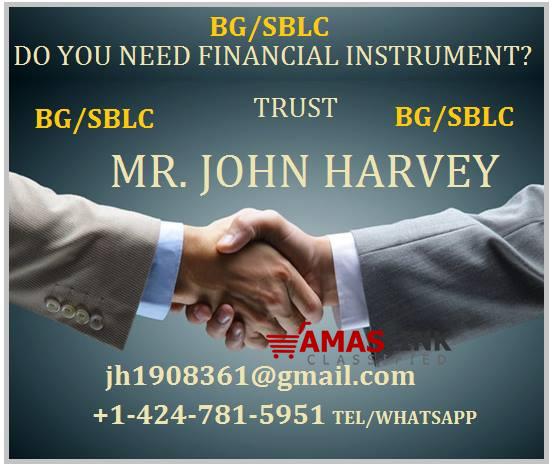 BG/SBLC
DO YOU NEED FINANCIAL INSTRUMENT?
TRUST
BG/SBLC
BG/SBLC
MR. JOHN HARVEY
CLASSIFIED
jh1908361@gmail.com
+1-424-781-5951 TEL/WHATSAPP